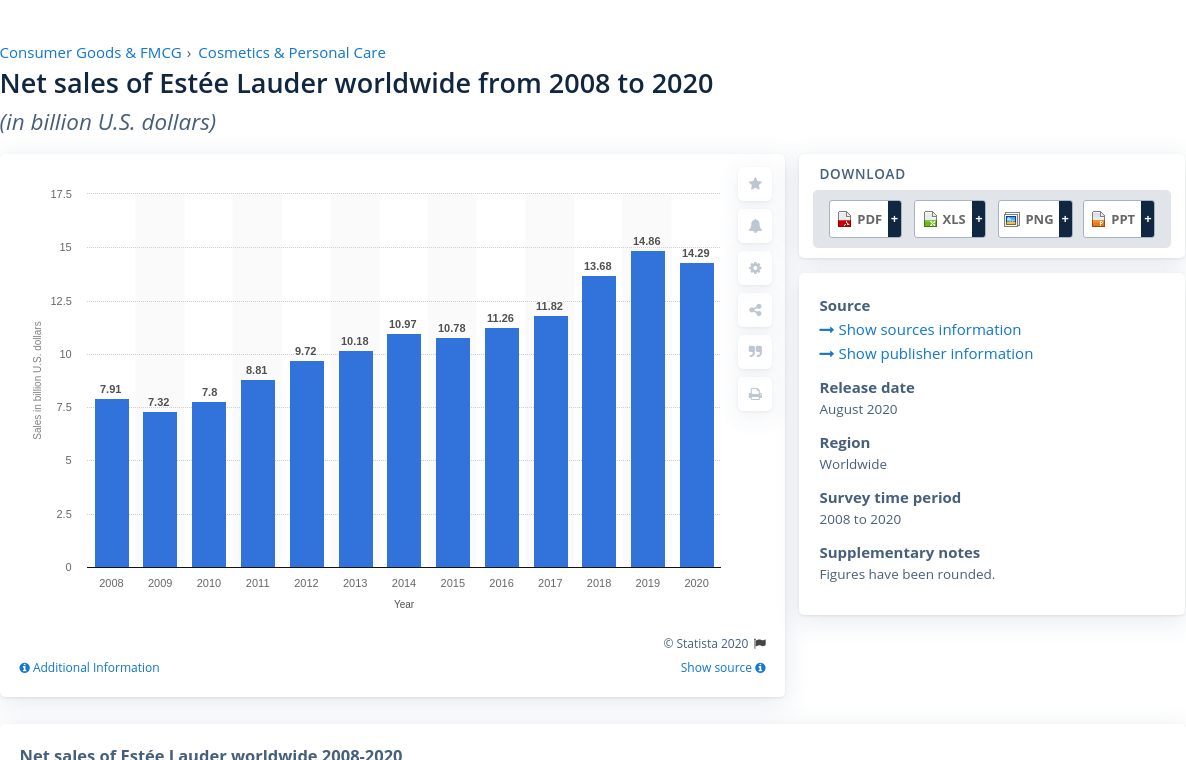 Consumer Goods & FMCG › Cosmetics & Personal Care
Net sales of Estée Lauder worldwide from 2008 to 2020
(in billion U.S. dollars)
17.5
15
12.5
10
7.5
5
2.5
0
Sales in billion U.S. dollars
7.91
7.32
7.8
8.81
9.72
10.18
10.97
10.78
11.26
11.82
13.68
14.86
14.29
2008 2009 2010 2011 2012 2013 2014 2015 2016 2017 2018 2019 2020
Year
© Statista 2020
Additional Information
Show source
DOWNLOAD
PDF + XLS + PNG + PPT +
Source
Show sources information
Show publisher information
Release date
August 2020
Region
Worldwide
Survey time period
2008 to 2020
Supplementary notes
Figures have been rounded.
Net sales of Estée Lauder worldwide 2008-2020